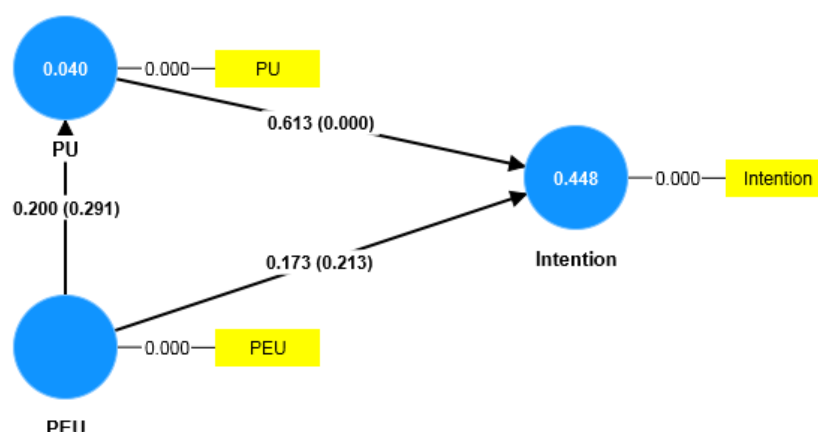 0.040
0.000
PU
0.613 (0.000)
PU
0.448
0.000
Intention
0.200 (0.291)
0.173 (0.213)
Intention
0.000
PEU
PEU